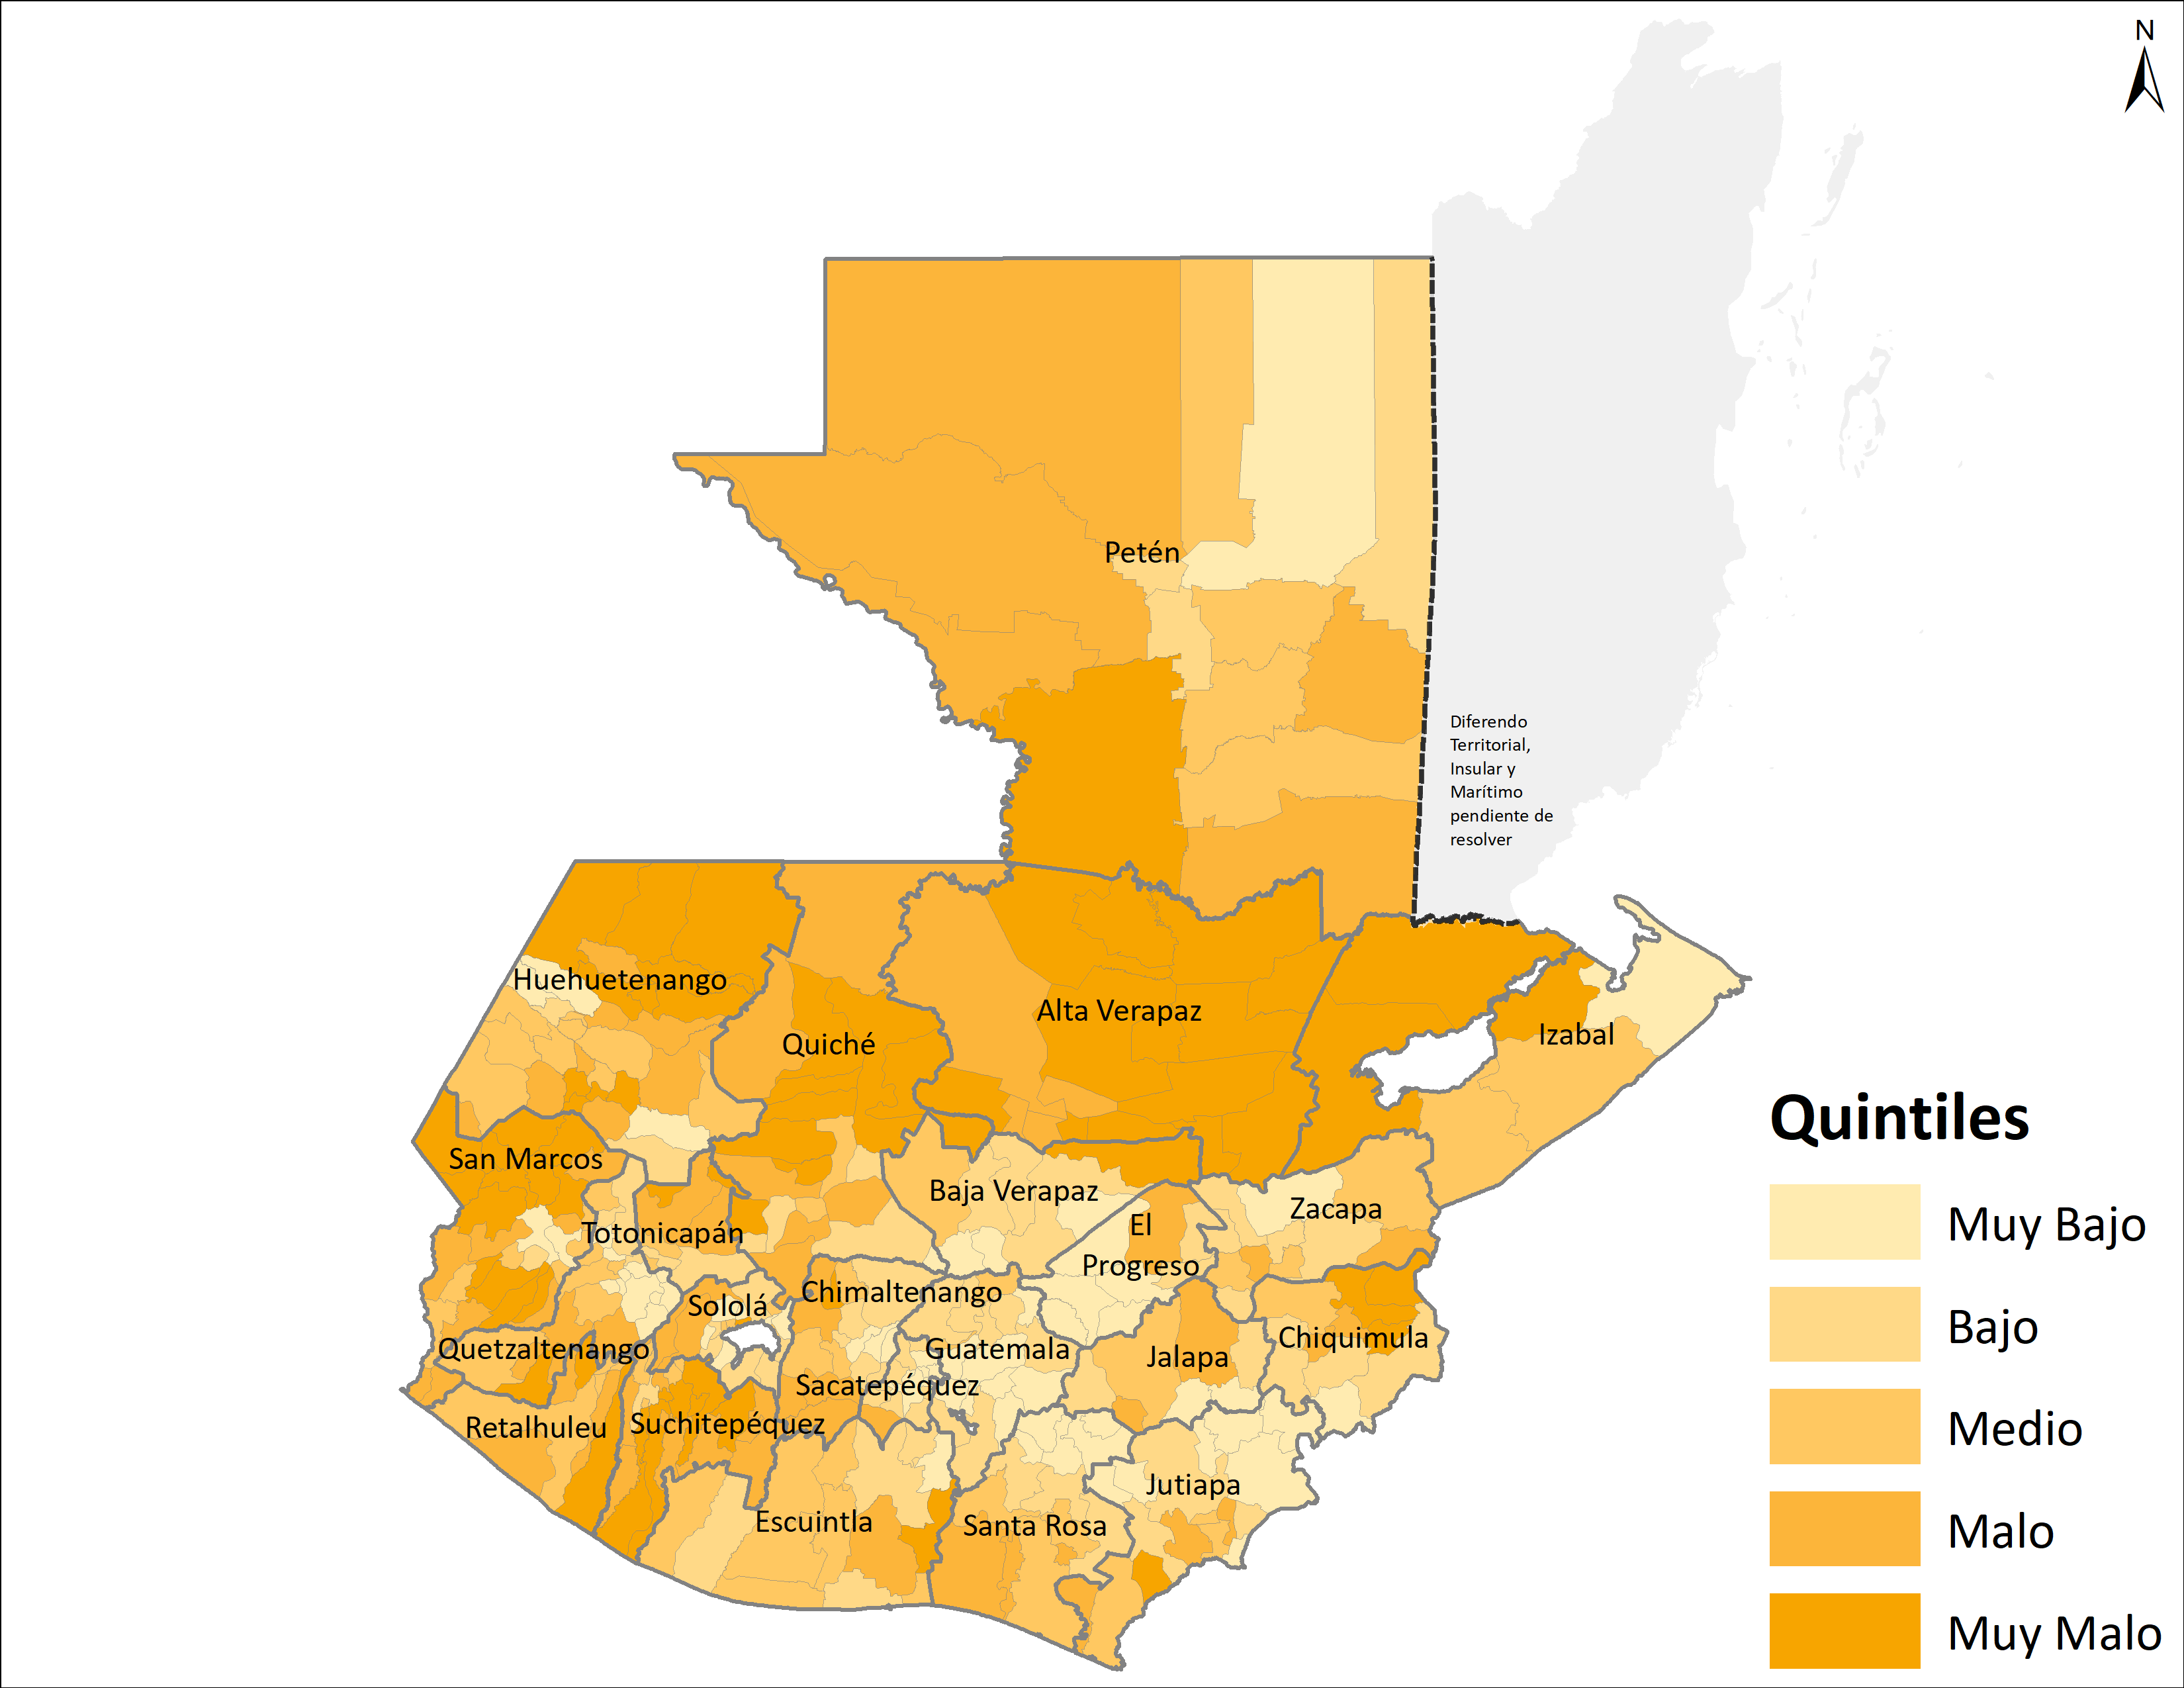 N
Petén
Diferendo
Territorial,
Insular y
Marítimo
pendiente de
resolver
Huehuetenango
Alta Verapaz
Izabal
Quiché
San Marcos
Baja Verapaz
Zacapa
Totonicapán
El
Progreso
Chimaltenango
Sololá
Quetzaltenango
Guatemala
Jalapa
Chiquimula
Sacatepéquez
Retalhuleu
Suchitepéquez
Jutiapa
Escuintla
Santa Rosa
Quintiles
Muy Bajo
Bajo
Medio
Malo
Muy Malo